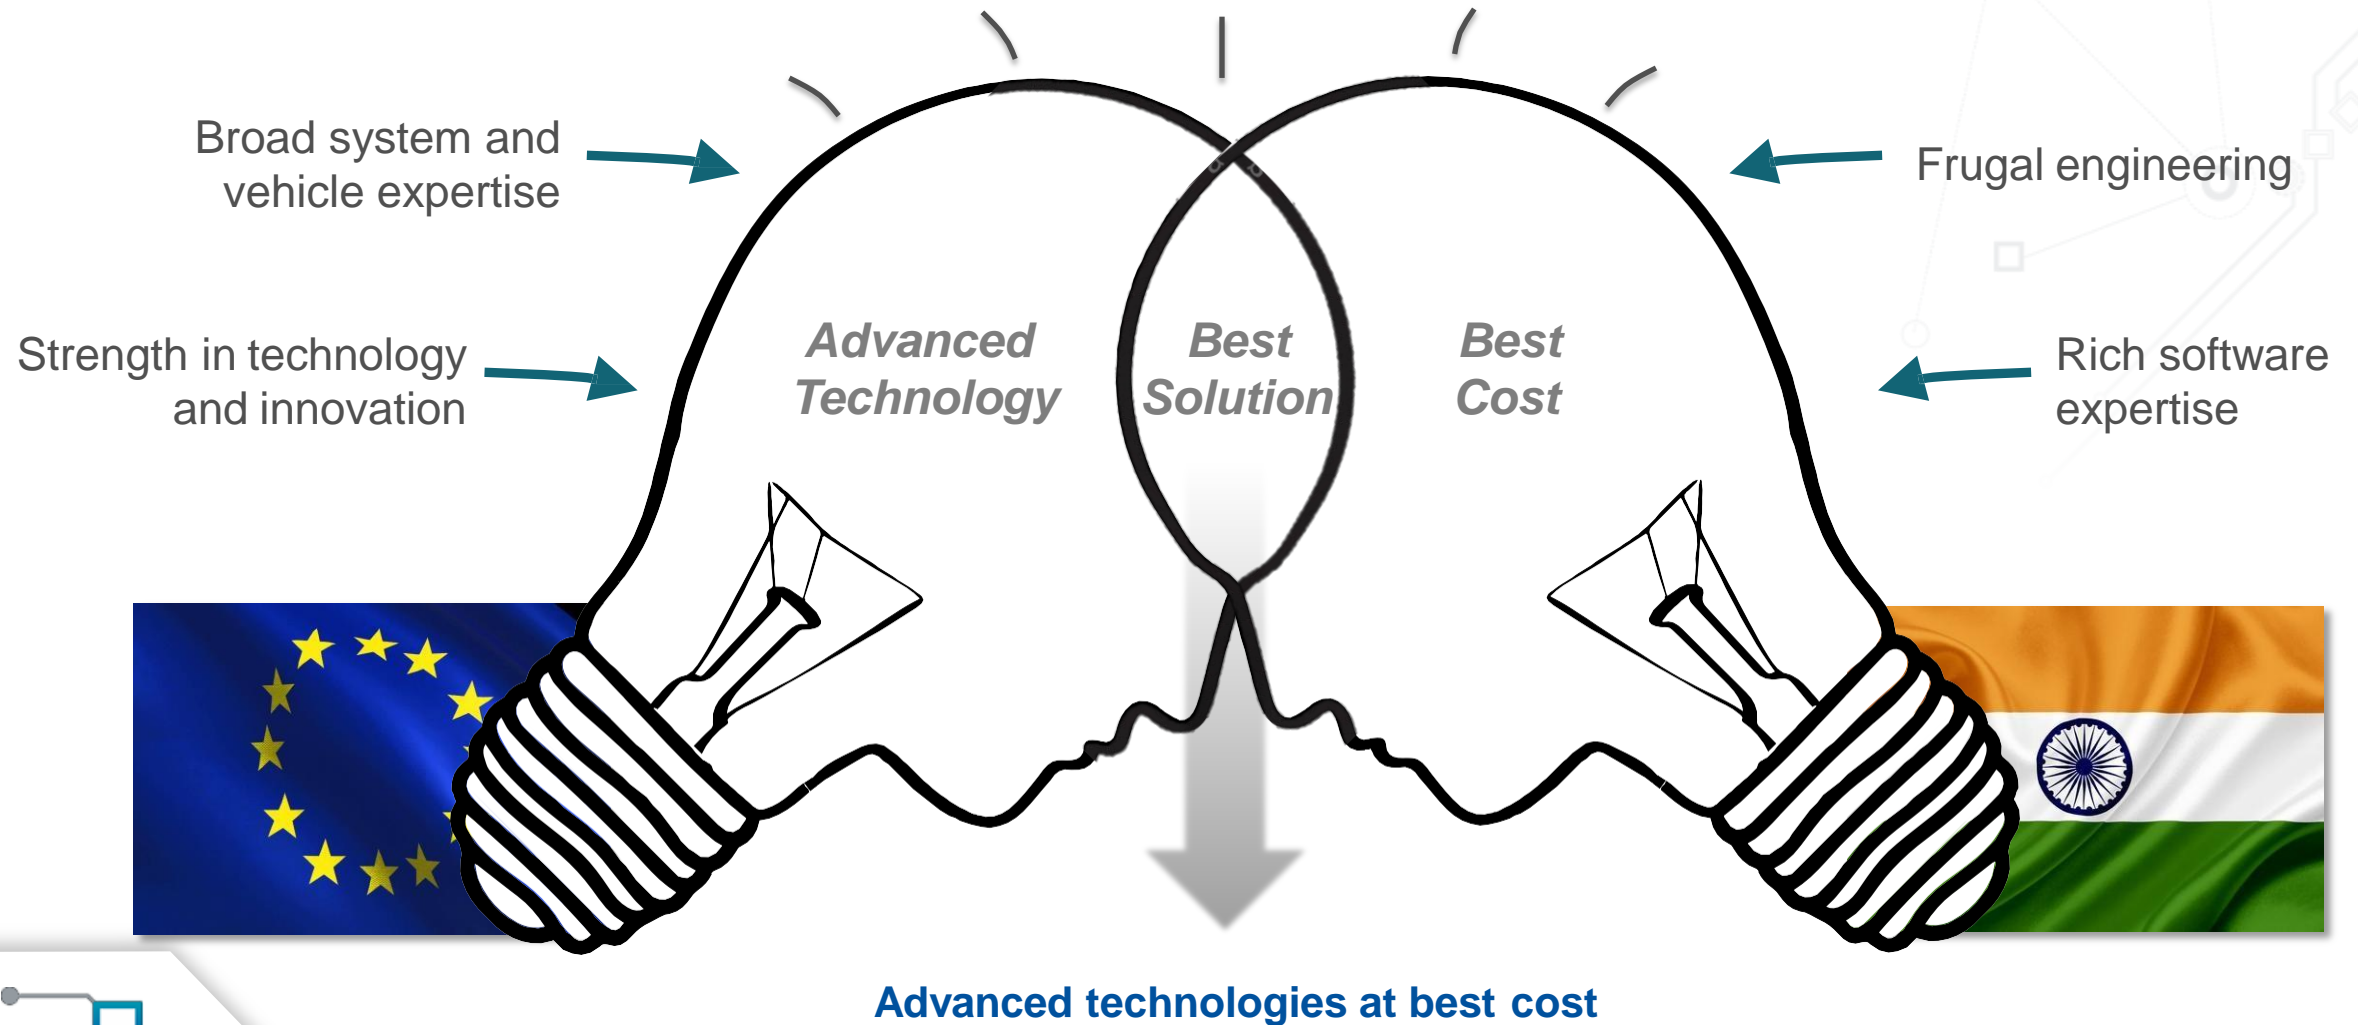 Broad system and
vehicle expertise
Strength in technology
and innovation
Advanced
Technology
Best
Solution
Best
Cost
Frugal engineering
Rich software
expertise
Advanced technologies at best cost